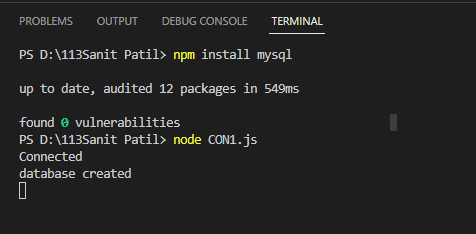 PROBLEMS OUTPUT DEBUG CONSOLE TERMINAL
PS D:\113Sanit Patil> npm install mysql
up to date, audited 12 packages in 549ms
found 0 vulnerabilities
PS D:\113Sanit Patil> node CON1.js
Connected
database created